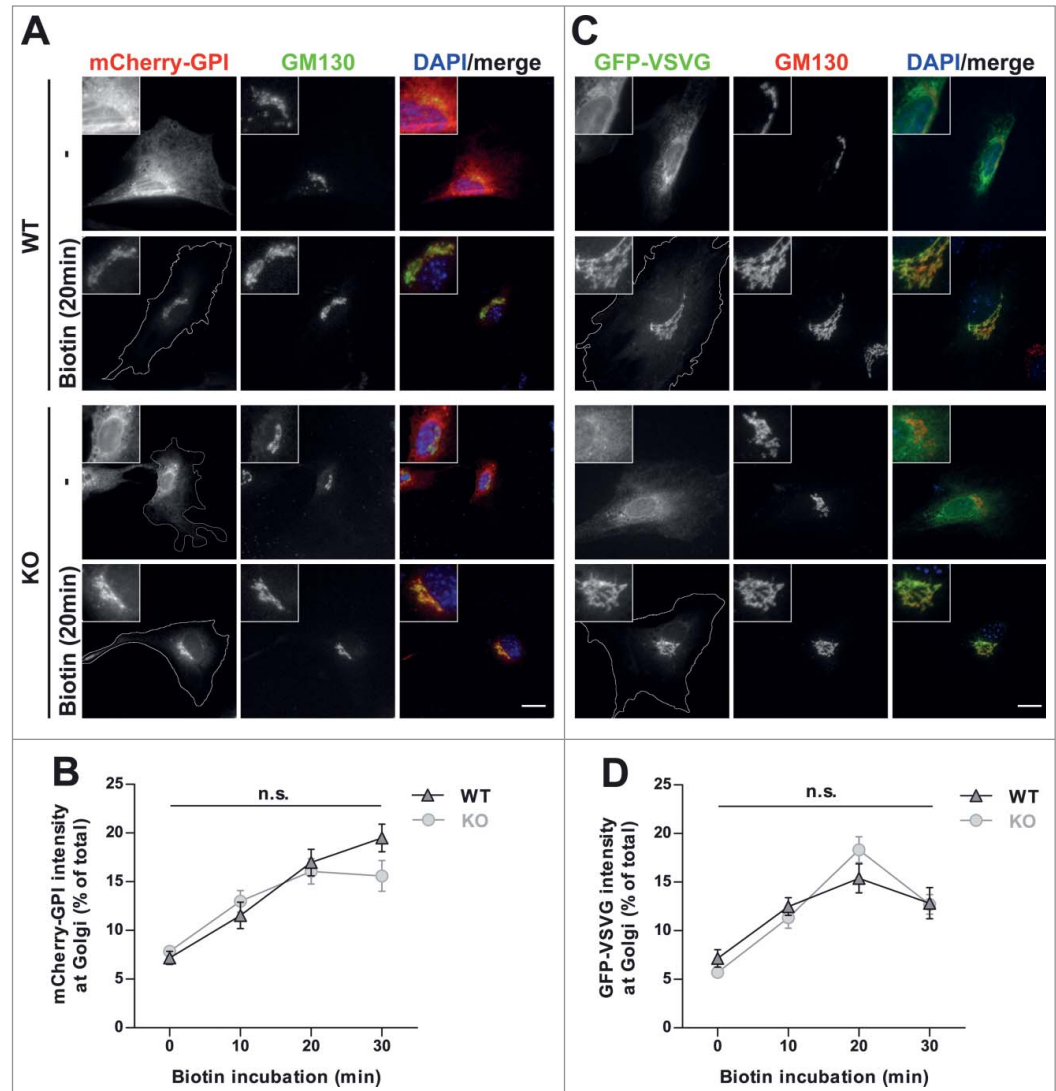 A
mCherry-GPI GM130 DAPI/merge
WT
-
Biotin (20min)
KO
-
Biotin (20min)
C
GFP-VSVG GM130 DAPI/merge
B
mCherry-GPI intensity
at Golgi (% of total)
25
20
15
10
5
0
n.s.
WT
KO
0 10 20 30
Biotin incubation (min)
D
GFP-VSVG intensity
at Golgi (% of total)
25
20
15
10
5
0
n.s.
WT
KO
0 10 20 30
Biotin incubation (min)